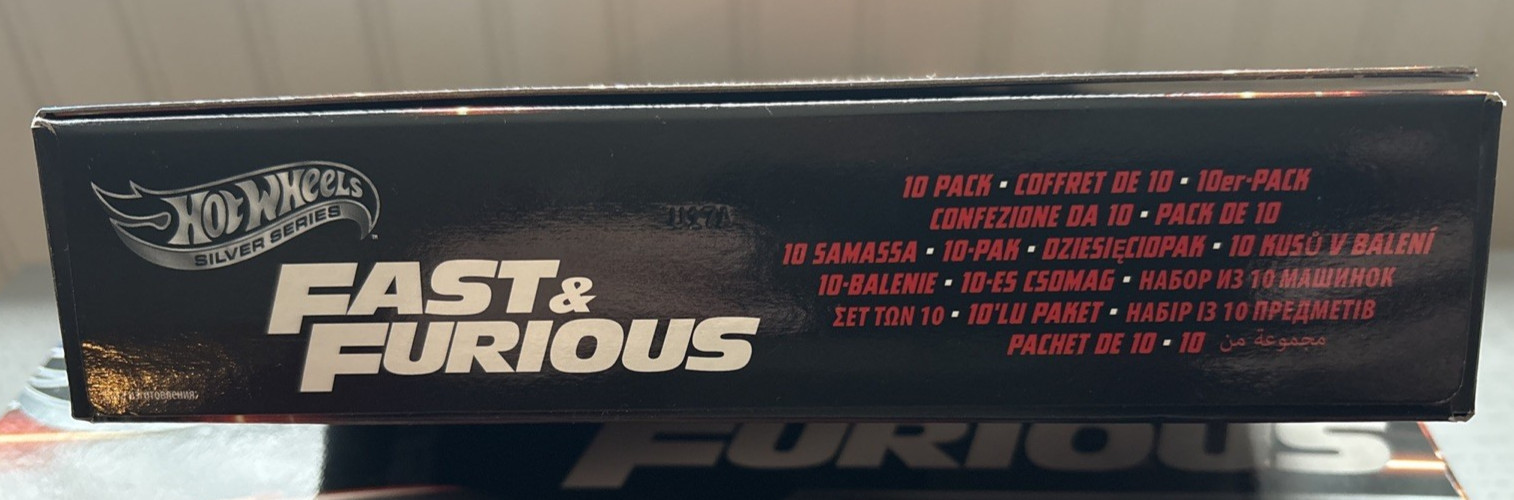 HOT WHEELS
SILVER SERIES
™
FAST &
FURIOUS
10 PACK ▪ COFFRET DE 10 ▪ 10er-PACK
CONFEZIONE DA 10 ▪ PACK DE 10
10 SAMASSA ▪ 10-PAK ▪ DZIESIĘCIOPAK ▪ 10 KUSŮ V BALENÍ
10-BALENIE ▪ 10-ES CSOMAG ▪ НАБОР ИЗ 10 МАШИНОК
ΣΕΤ ΤΩΝ 10 ▪ 10'LU PAKET ▪ НАБІР ІЗ 10 ПРЕДМЕТІВ
PACHET DE 10 ▪ 10 مجموعة من
FURIOUS